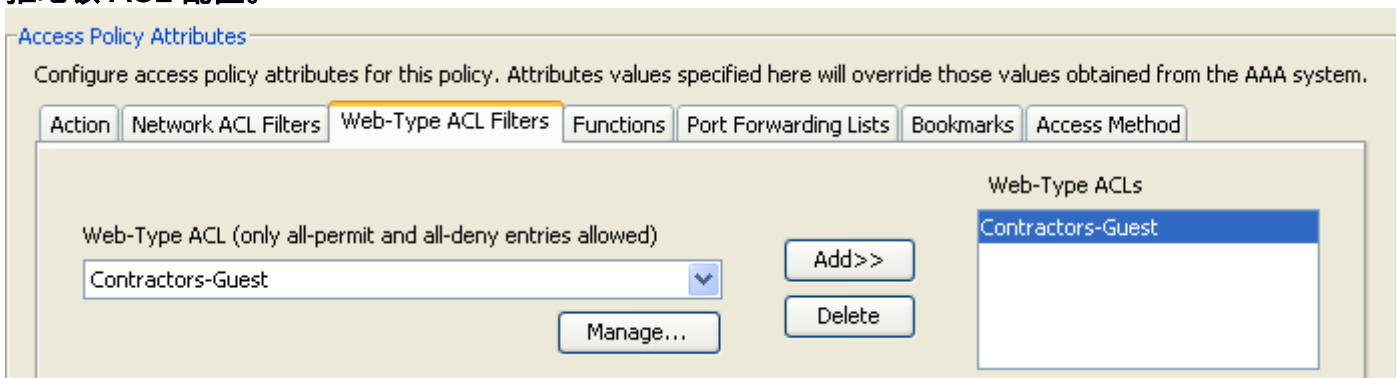 ACL
Access Policy Attributes
Configure access policy attributes for this policy. Attributes values specified here will override those values obtained from the AAA system.
Action Network ACL Filters Web-Type ACL Filters Functions Port Forwarding Lists Bookmarks Access Method
Web-Type ACLs
Contractors-Guest
Web-Type ACL (only all-permit and all-deny entries allowed)
Contractors-Guest
Add>>
Manage...
Delete